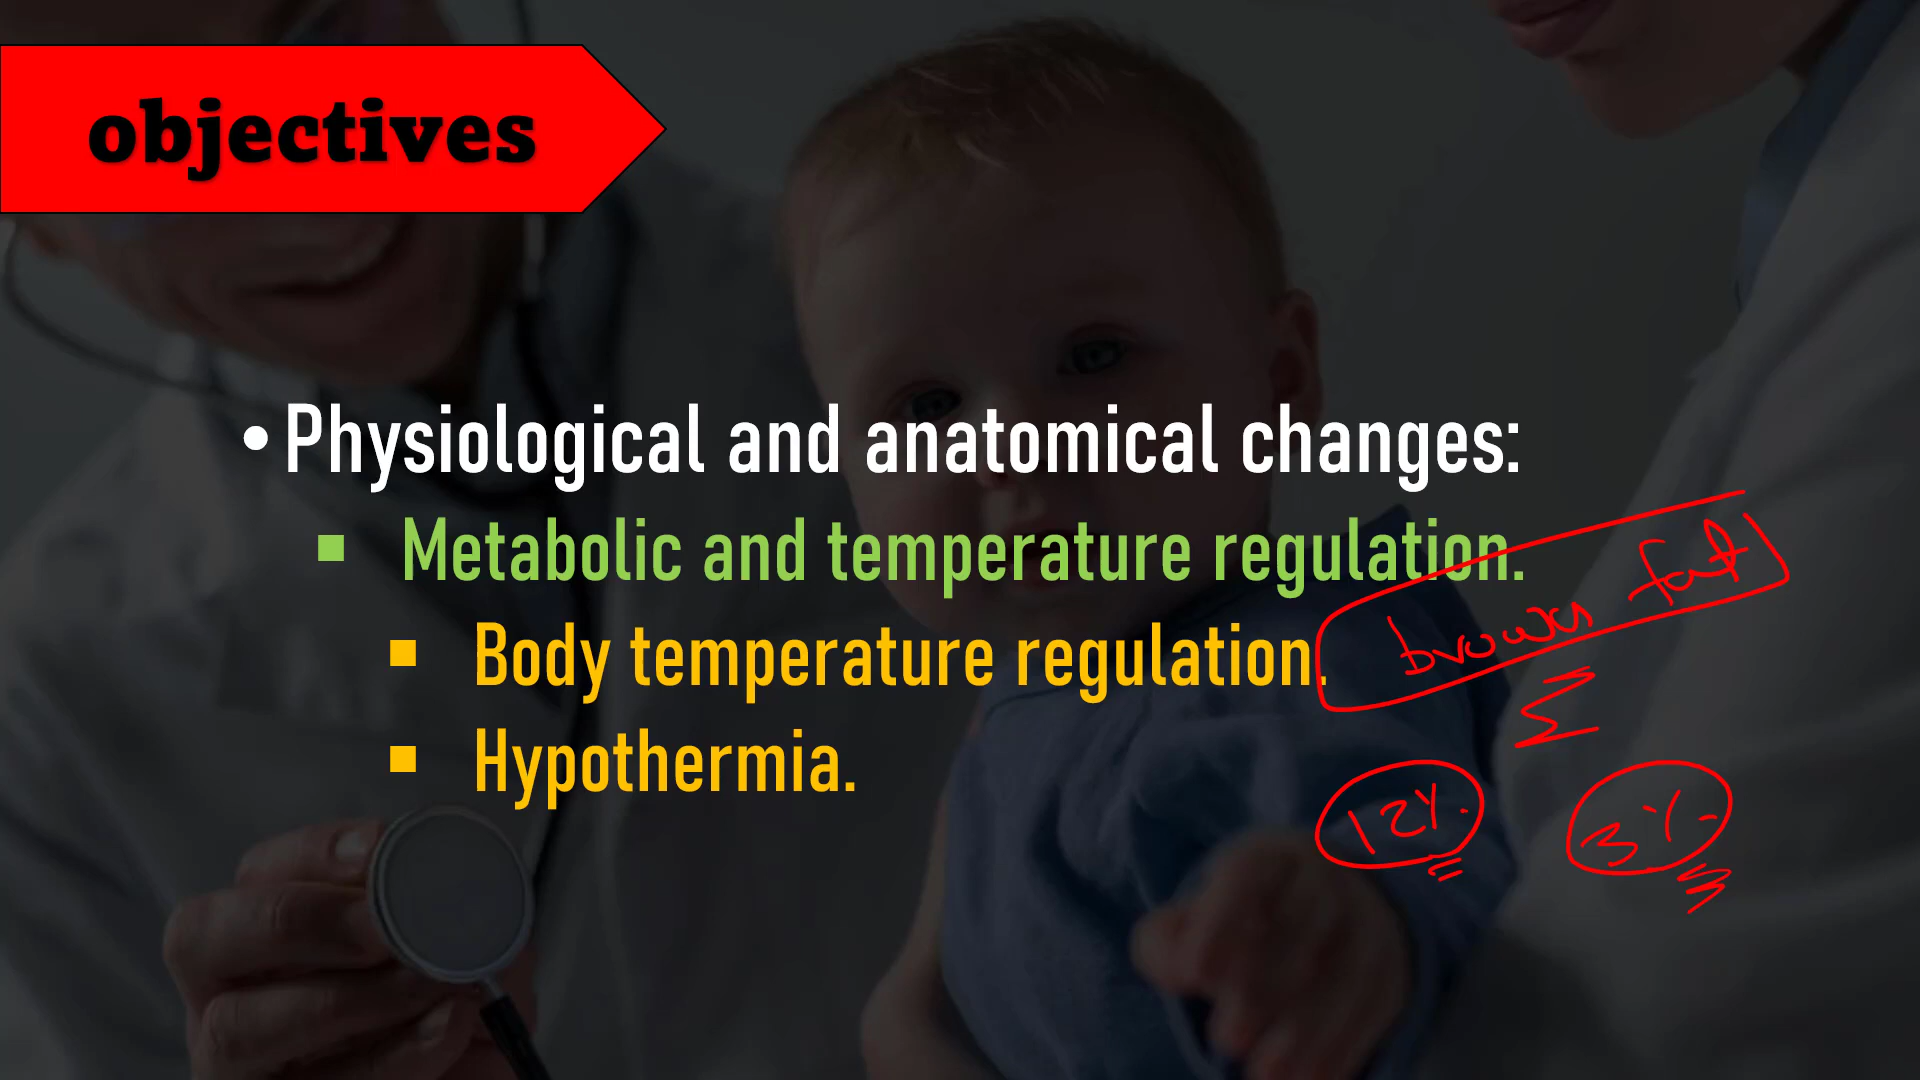 objectives
• Physiological and anatomical changes:
▪ Metabolic and temperature regulation.
▪ Body temperature regulation.
▪ Hypothermia.
brown fat
12%.
3%.